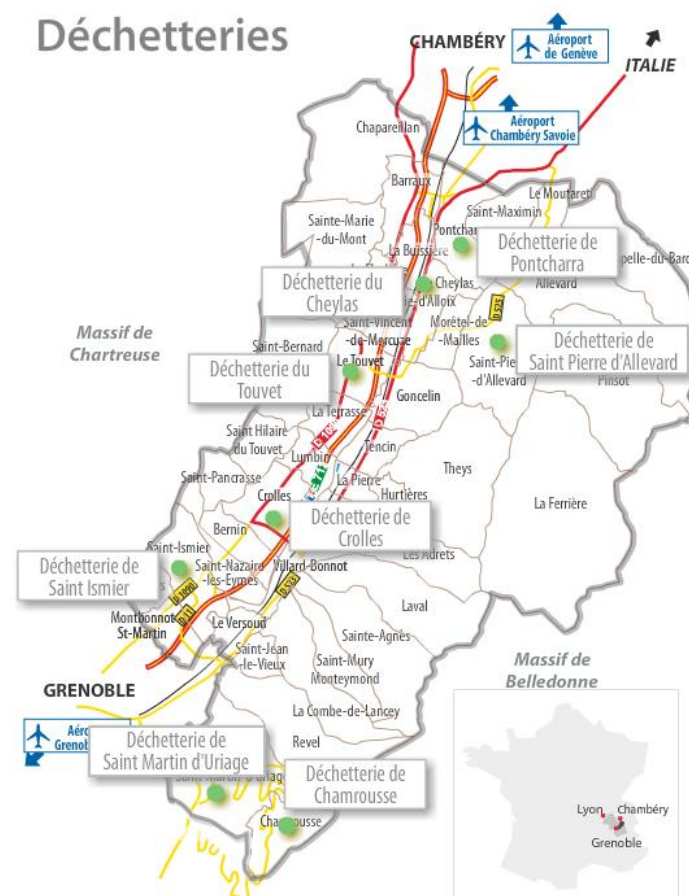 Déchetteries
CHAMBÉRY
Aéroport
de Genève
ITALIE
Aéroport
Chambéry Savoie
Chapareillan
Barraux
Le Moutaret
Saint-Maximin
Sainte-Marie
-du-Mont
La Buissière
Déchetterie de
Pontcharra
Allevard
Déchetterie du
Cheylas
Cheylas
Morêtel-de
-Mailles
D 525
Massif de
Chartreuse
Saint-Vincent
-de-Mercuze
Saint-Bernard
Le Touvet
Déchetterie du
Touvet
Déchetterie de
Saint Pierre d'Allevard
-d'Allevard
Pinsot
Goncelin
La Terrasse
D 523
Saint Hilaire
du Touvet
Lumbin
Tencin
Theys
Saint-Pancrasse
La Pierre
Hurtières
La Ferrière
Crolles
Bernin
Déchetterie de
Crolles
Les Adrets
Saint-Ismier
Déchetterie de
Saint Ismier
Saint-Nazaire
-les-Eymes
Villard-Bonnot
D 1090
D 11
D 523
Laval
Montbonnot
St-Martin
Le Versoud
Sainte-Agnès
Saint-Jean
-le-Vieux
Saint-Mury
Monteymond
Massif de
Belledonne
GRENOBLE
La Combe-de-Lancey
Revel
Déchetterie de
Saint Martin d'Uriage
Déchetterie de
Chamrousse
Lyon
Chambéry
Grenoble